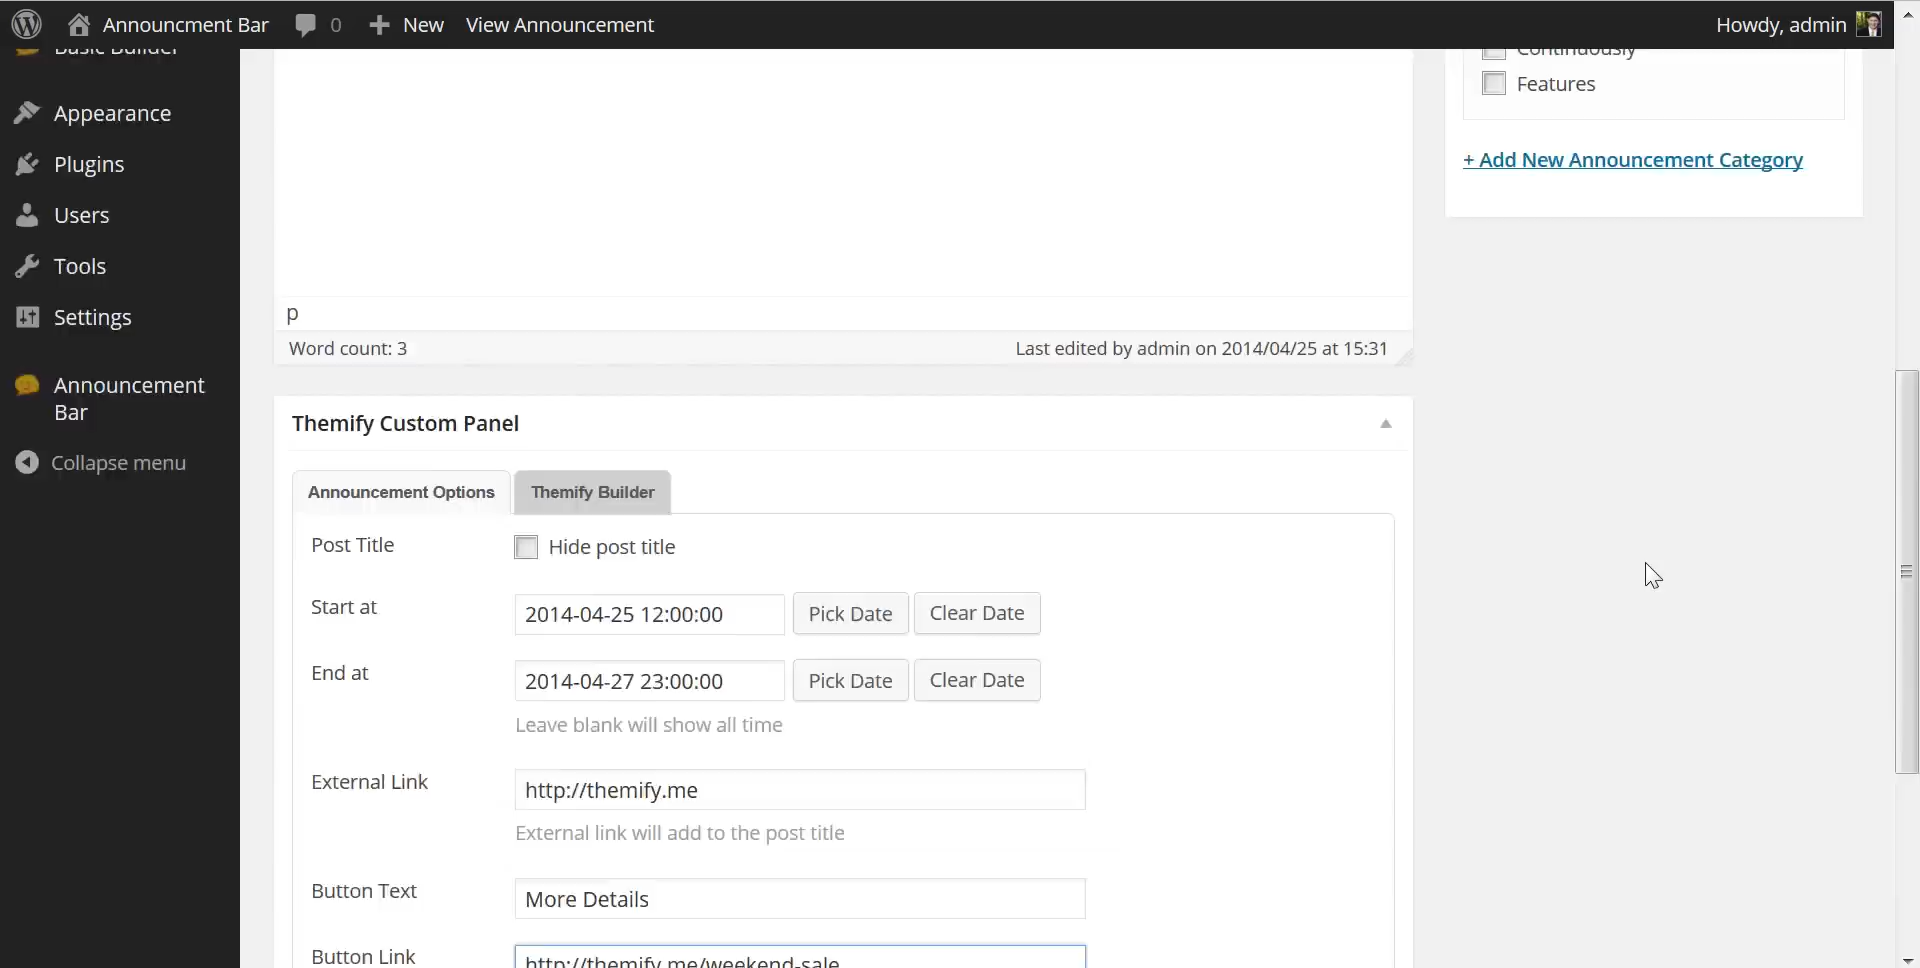 Announcment Bar 0 New View Announcement Howdy, admin
Basic Builder
Appearance
Plugins
Users
Tools
Settings
Announcement
Bar
Collapse menu
Continuously
Features
+ Add New Announcement Category
p
Word count: 3 Last edited by admin on 2014/04/25 at 15:31
Themify Custom Panel
Announcement Options Themify Builder
Post Title Hide post title
Start at 2014-04-25 12:00:00 Pick Date Clear Date
End at 2014-04-27 23:00:00 Pick Date Clear Date
Leave blank will show all time
External Link http://themify.me
External link will add to the post title
Button Text More Details
Button Link http://themify.me/weekend-sale